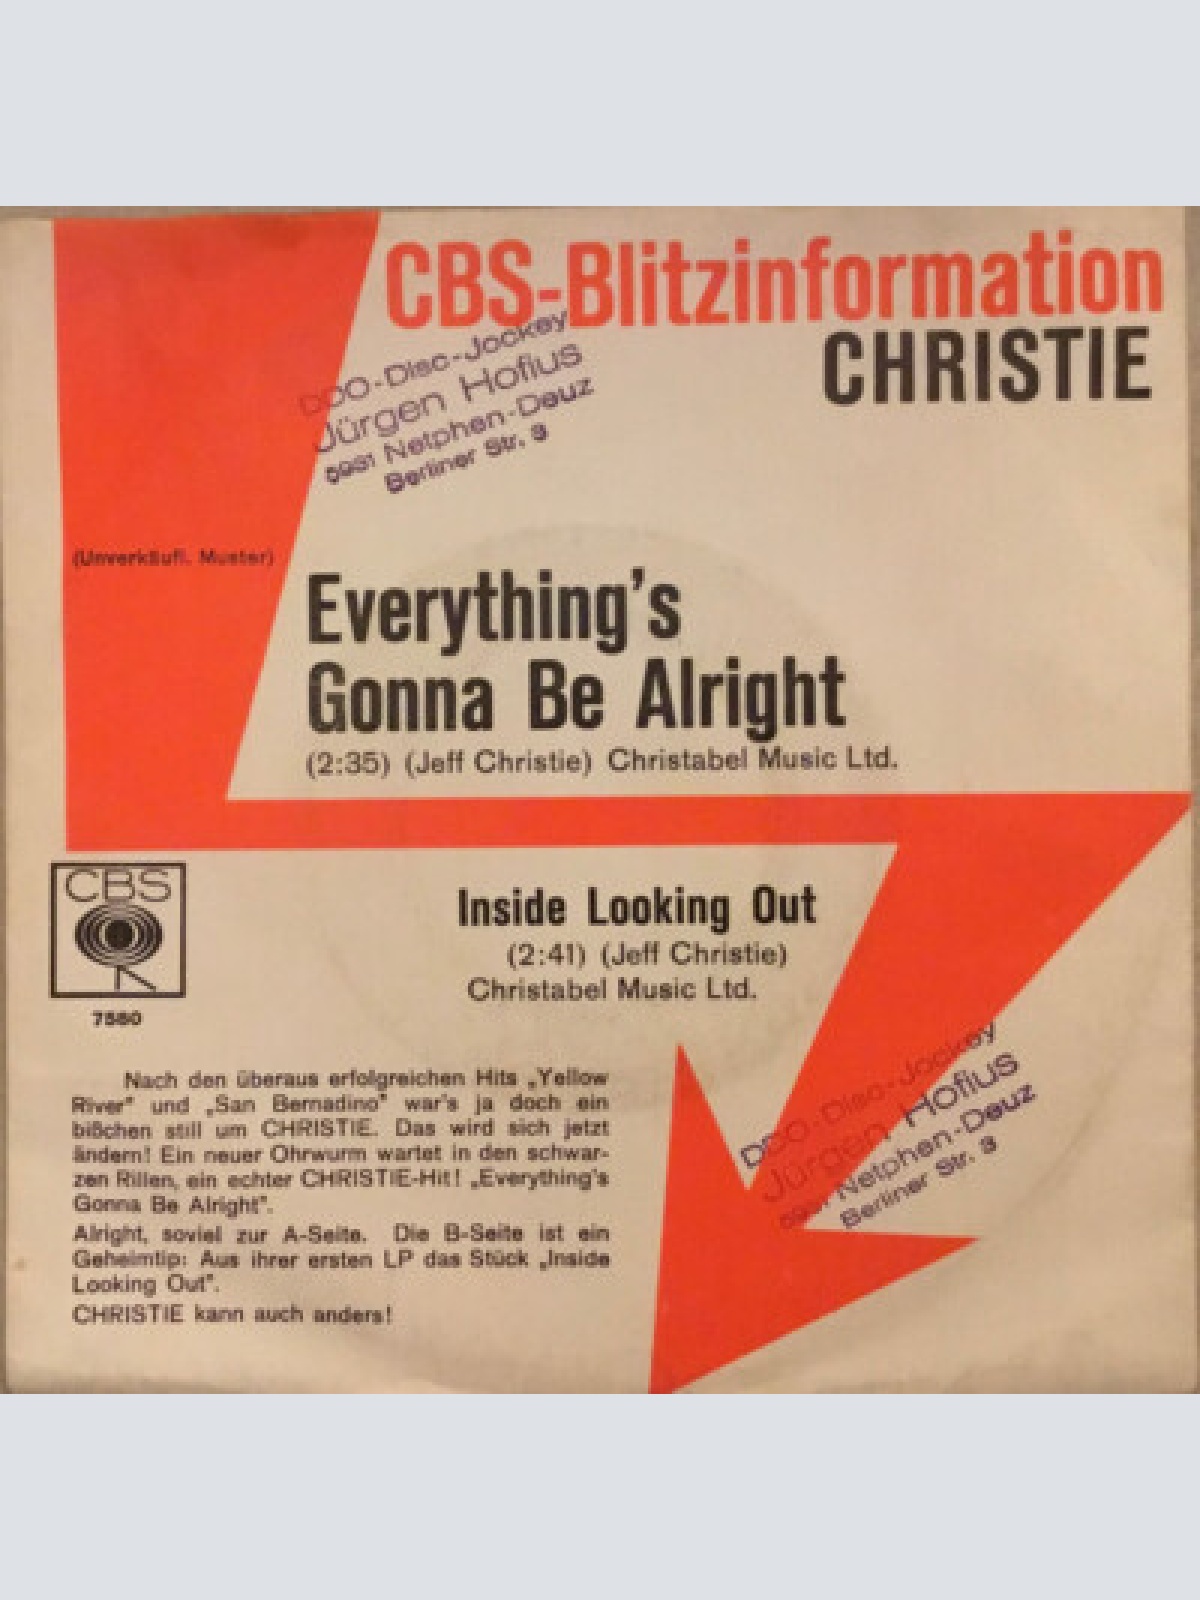 CBS-Blitzinformation
CHRISTIE
DDO-Disc-Jockey
Jürgen Hofius
5931 Netphen-Deuz
Berliner Str. 3
(Unverkäufl. Muster)
Everything's
Gonna Be Alright
(2:35) (Jeff Christie) Christabel Music Ltd.
CBS
7580
Inside Looking Out
(2:41) (Jeff Christie)
Christabel Music Ltd.
Nach den überaus erfolgreichen Hits „Yellow
River" und „San Bernadino" war's ja doch ein
bißchen still um CHRISTIE. Das wird sich jetzt
ändern! Ein neuer Ohrwurm wartet in den schwar-
zen Rillen, ein echter CHRISTIE-Hit! „Everything's
Gonna Be Alright".
Alright, soviel zur A-Seite. Die B-Seite ist ein
Geheimtip: Aus ihrer ersten LP das Stück „Inside
Looking Out".
CHRISTIE kann auch anders!
DDO-Disc-Jockey
Jürgen Hofius
5931 Netphen-Deuz
Berliner Str. 3